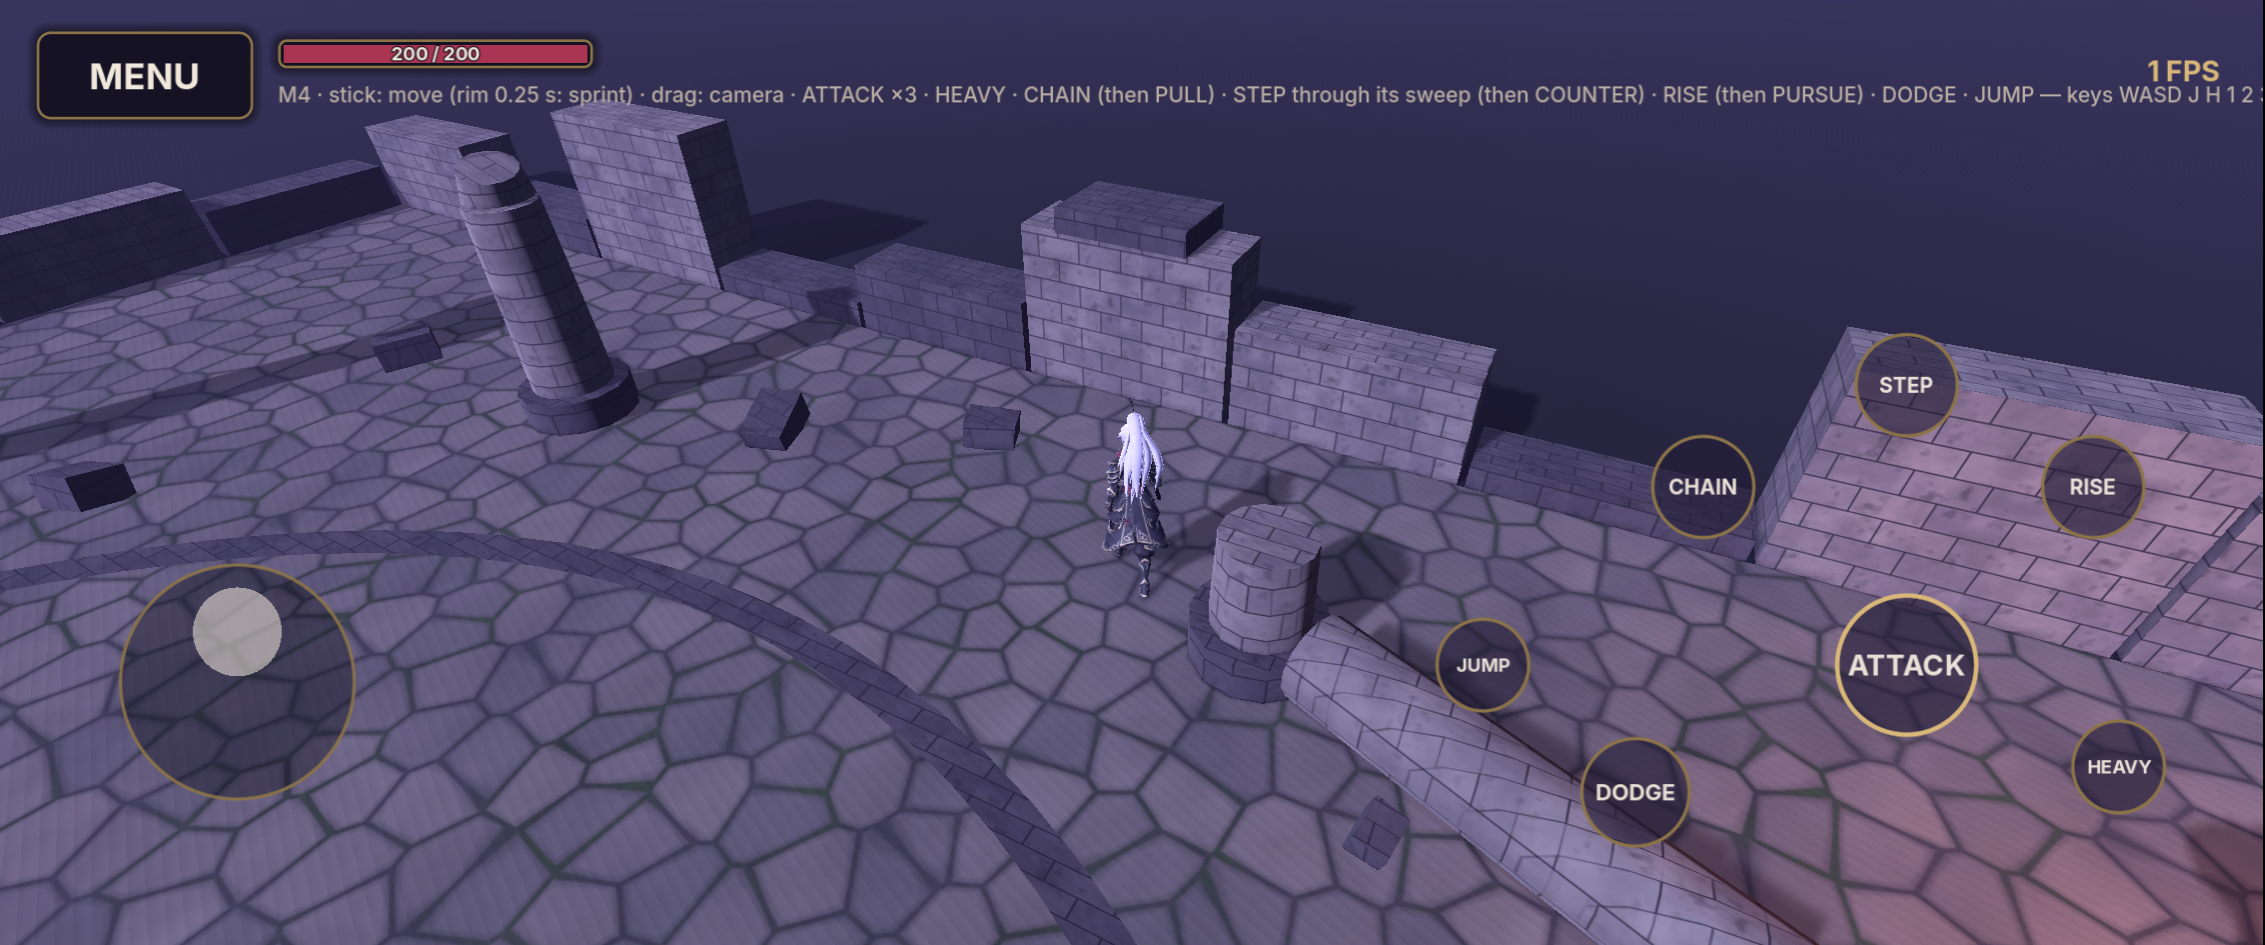 MENU
200 / 200
1 FPS
M4 · stick: move (rim 0.25 s: sprint) · drag: camera · ATTACK ×3 · HEAVY · CHAIN (then PULL) · STEP through its sweep (then COUNTER) · RISE (then PURSUE) · DODGE · JUMP — keys WASD J H 1 2
STEP
CHAIN
RISE
JUMP
ATTACK
DODGE
HEAVY